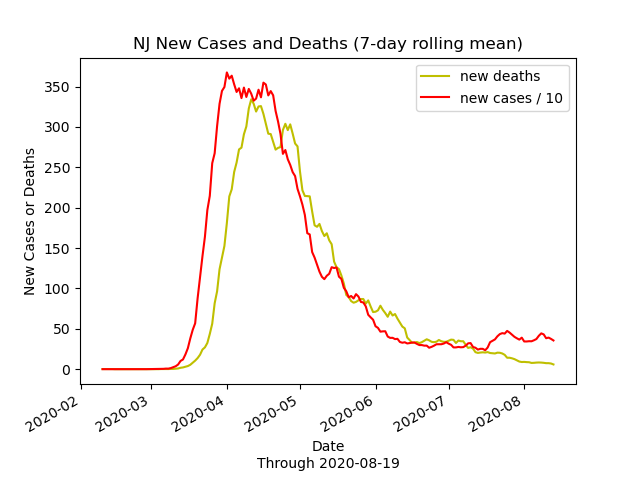 NJ New Cases and Deaths (7-day rolling mean)
new deaths
new cases / 10
350
300
250
200
150
100
50
0
New Cases or Deaths
2020-02
2020-03
2020-04
2020-05
2020-06
2020-07
2020-08
Date
Through 2020-08-19